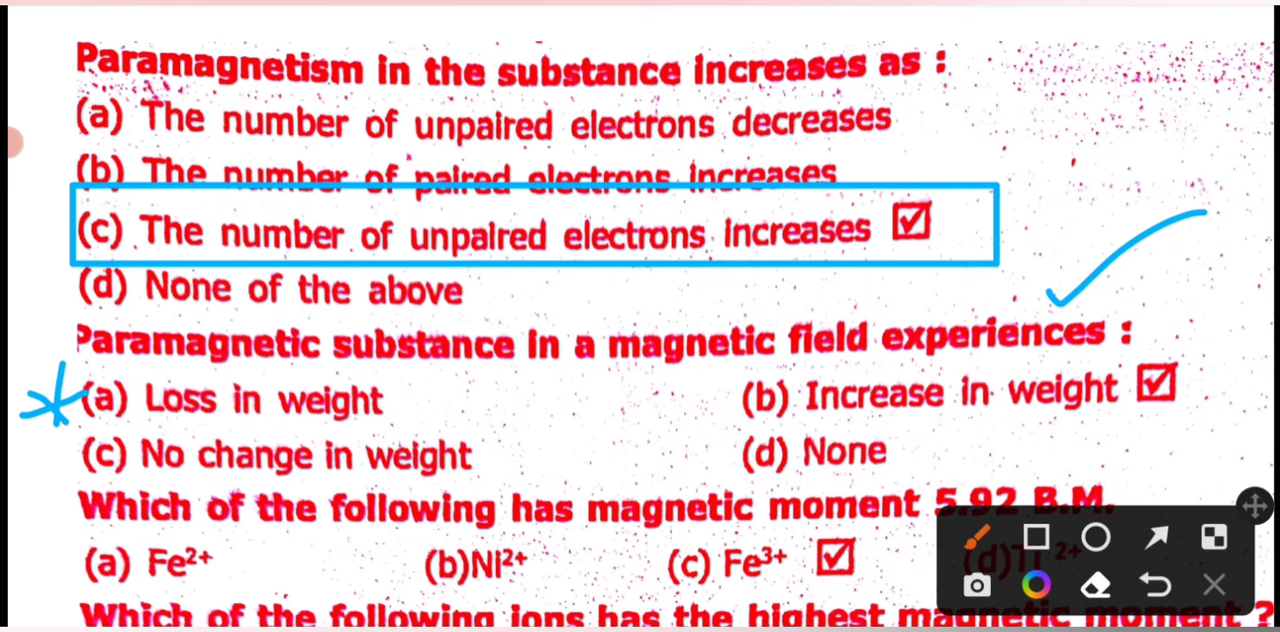 Paramagnetism in the substance increases as :
(a) The number of unpaired electrons decreases
(b) The number of paired electrons increases
(c) The number of unpaired electrons increases ☑
(d) None of the above
Paramagnetic substance in a magnetic field experiences :
(a) Loss in weight (b) Increase in weight ☑
(c) No change in weight (d) None
Which of the following has magnetic moment 5.92 B.M.
(a) Fe²⁺ (b)Ni²⁺ (c) Fe³⁺ ☑ (d)Ti ²⁺
Which of the following ions has the highest magnetic moment ?